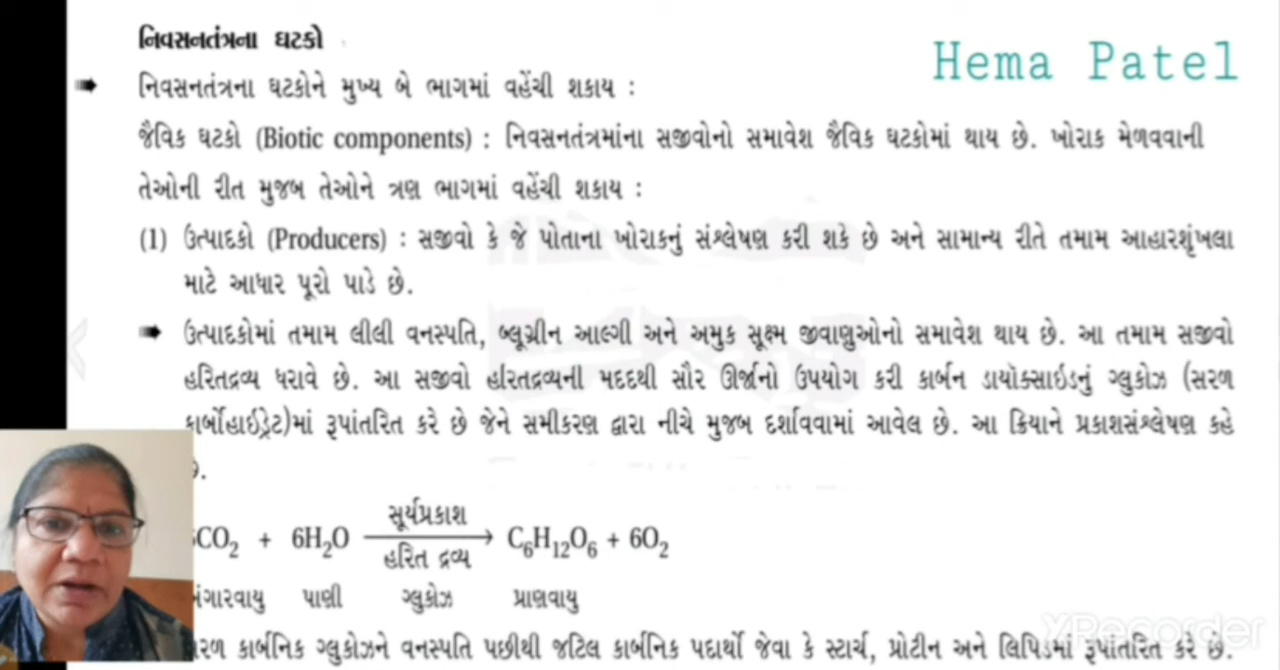 નિવસનતંત્રના ઘટકો
Hema Patel
નિવસનતંત્રના ઘટકોને મુખ્ય બે ભાગમાં વહેંચી શકાય :
જૈવિક ઘટકો (Biotic components) : નિવસનતંત્રમાંના સજીવોનો સમાવેશ જૈવિક ઘટકોમાં થાય છે. ખોરાક મેળવવાની
તેઓની રીત મુજબ તેઓને ત્રણ ભાગમાં વહેંચી શકાય :
(1) ઉત્પાદકો (Producers) : સજીવો કે જે પોતાના ખોરાકનું સંશ્લેષણ કરી શકે છે અને સામાન્ય રીતે તમામ આહારશૃંખલા
માટે આધાર પૂરો પાડે છે.
ઉત્પાદકોમાં તમામ લીલી વનસ્પતિ, બ્લૂગ્રીન આલ્ગી અને અમુક સૂક્ષ્મ જીવાણુઓનો સમાવેશ થાય છે. આ તમામ સજીવો
હરિતદ્રવ્ય ધરાવે છે. આ સજીવો હરિતદ્રવ્યની મદદથી સૌર ઊર્જાનો ઉપયોગ કરી કાર્બન ડાયૉક્સાઇડનું ગ્લુકોઝ (સરળ
કાર્બોહાઇડ્રેટ)માં રૂપાંતરિત કરે છે જેને સમીકરણ દ્વારા નીચે મુજબ દર્શાવવામાં આવેલ છે. આ ક્રિયાને પ્રકાશસંશ્લેષણ કહે
સૂર્યપ્રકાશ
CO₂ + 6H₂O ⟶ C₆H₁₂O₆ + 6O₂
હરિત દ્રવ્ય
પાણી ગ્લુકોઝ પ્રાણવાયુ
કાર્બનિક ગ્લુકોઝને વનસ્પતિ પછીથી જટિલ કાર્બનિક પદાર્થો જેવા કે સ્ટાર્ચ, પ્રોટીન અને લિપિડમાં રૂપાંતરિત કરે છે.
XRecorder